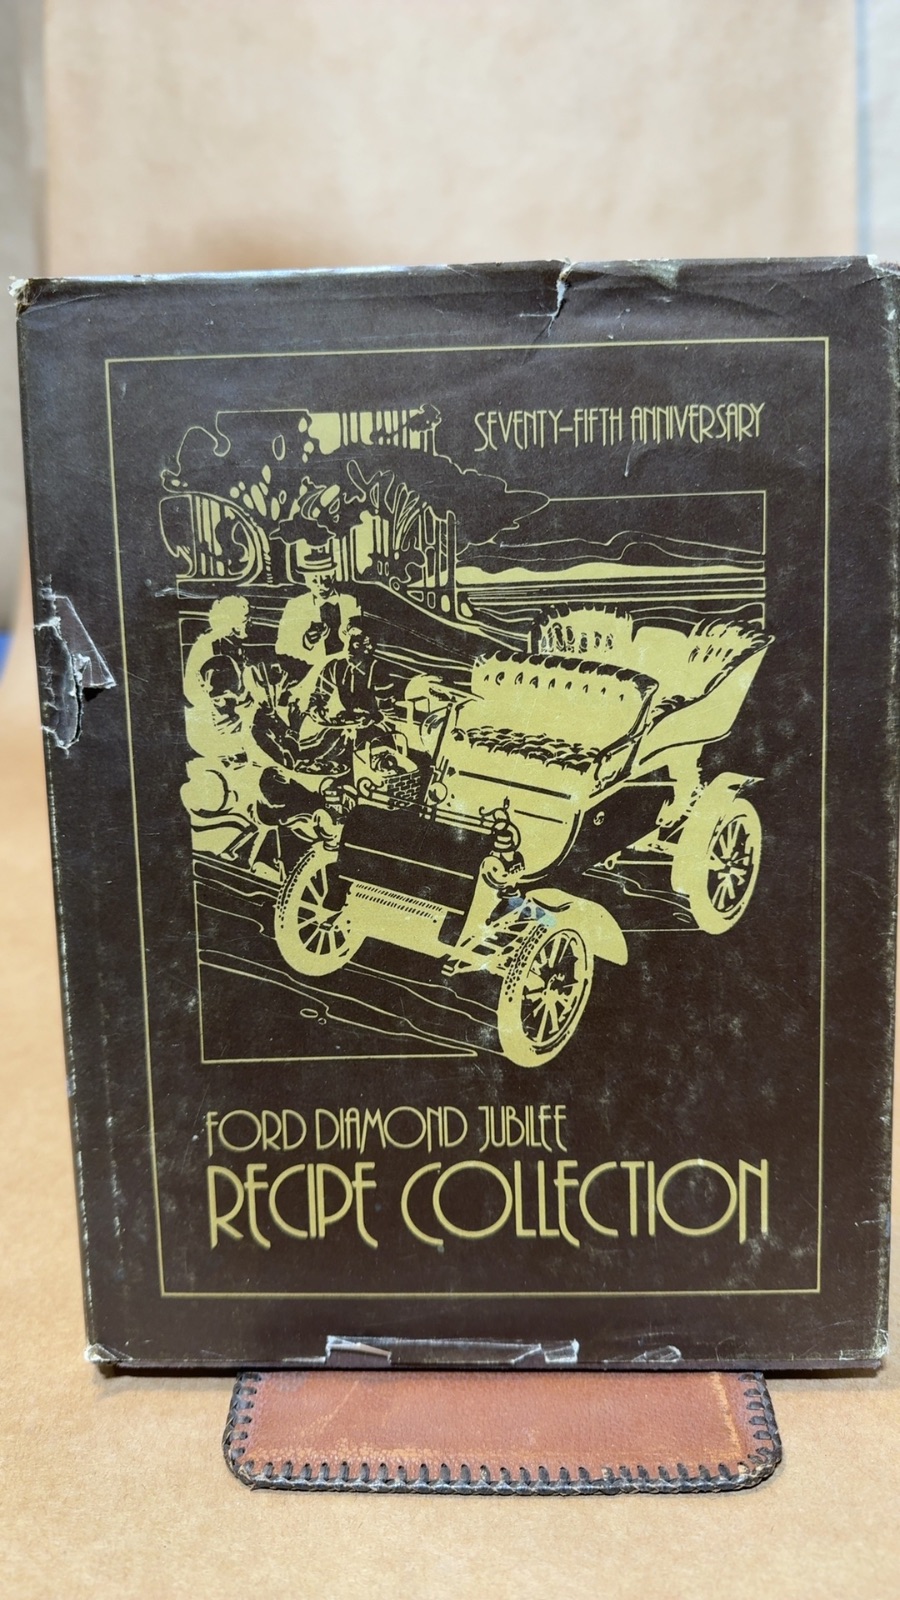 SEVENTY-FIFTH ANNIVERSARY
FORD DIAMOND JUBILEE
RECIPE COLLECTION